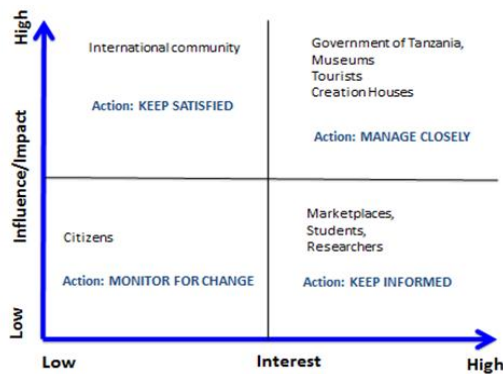 High
International community
Action: KEEP SATISFIED
Government of Tanzania,
Museums
Tourists
Creation Houses
Action: MANAGE CLOSELY
Influence/Impact
Citizens
Action: MONITOR FOR CHANGE
Marketplaces,
Students,
Researchers
Action: KEEP INFORMED
Low
Low
Interest
High